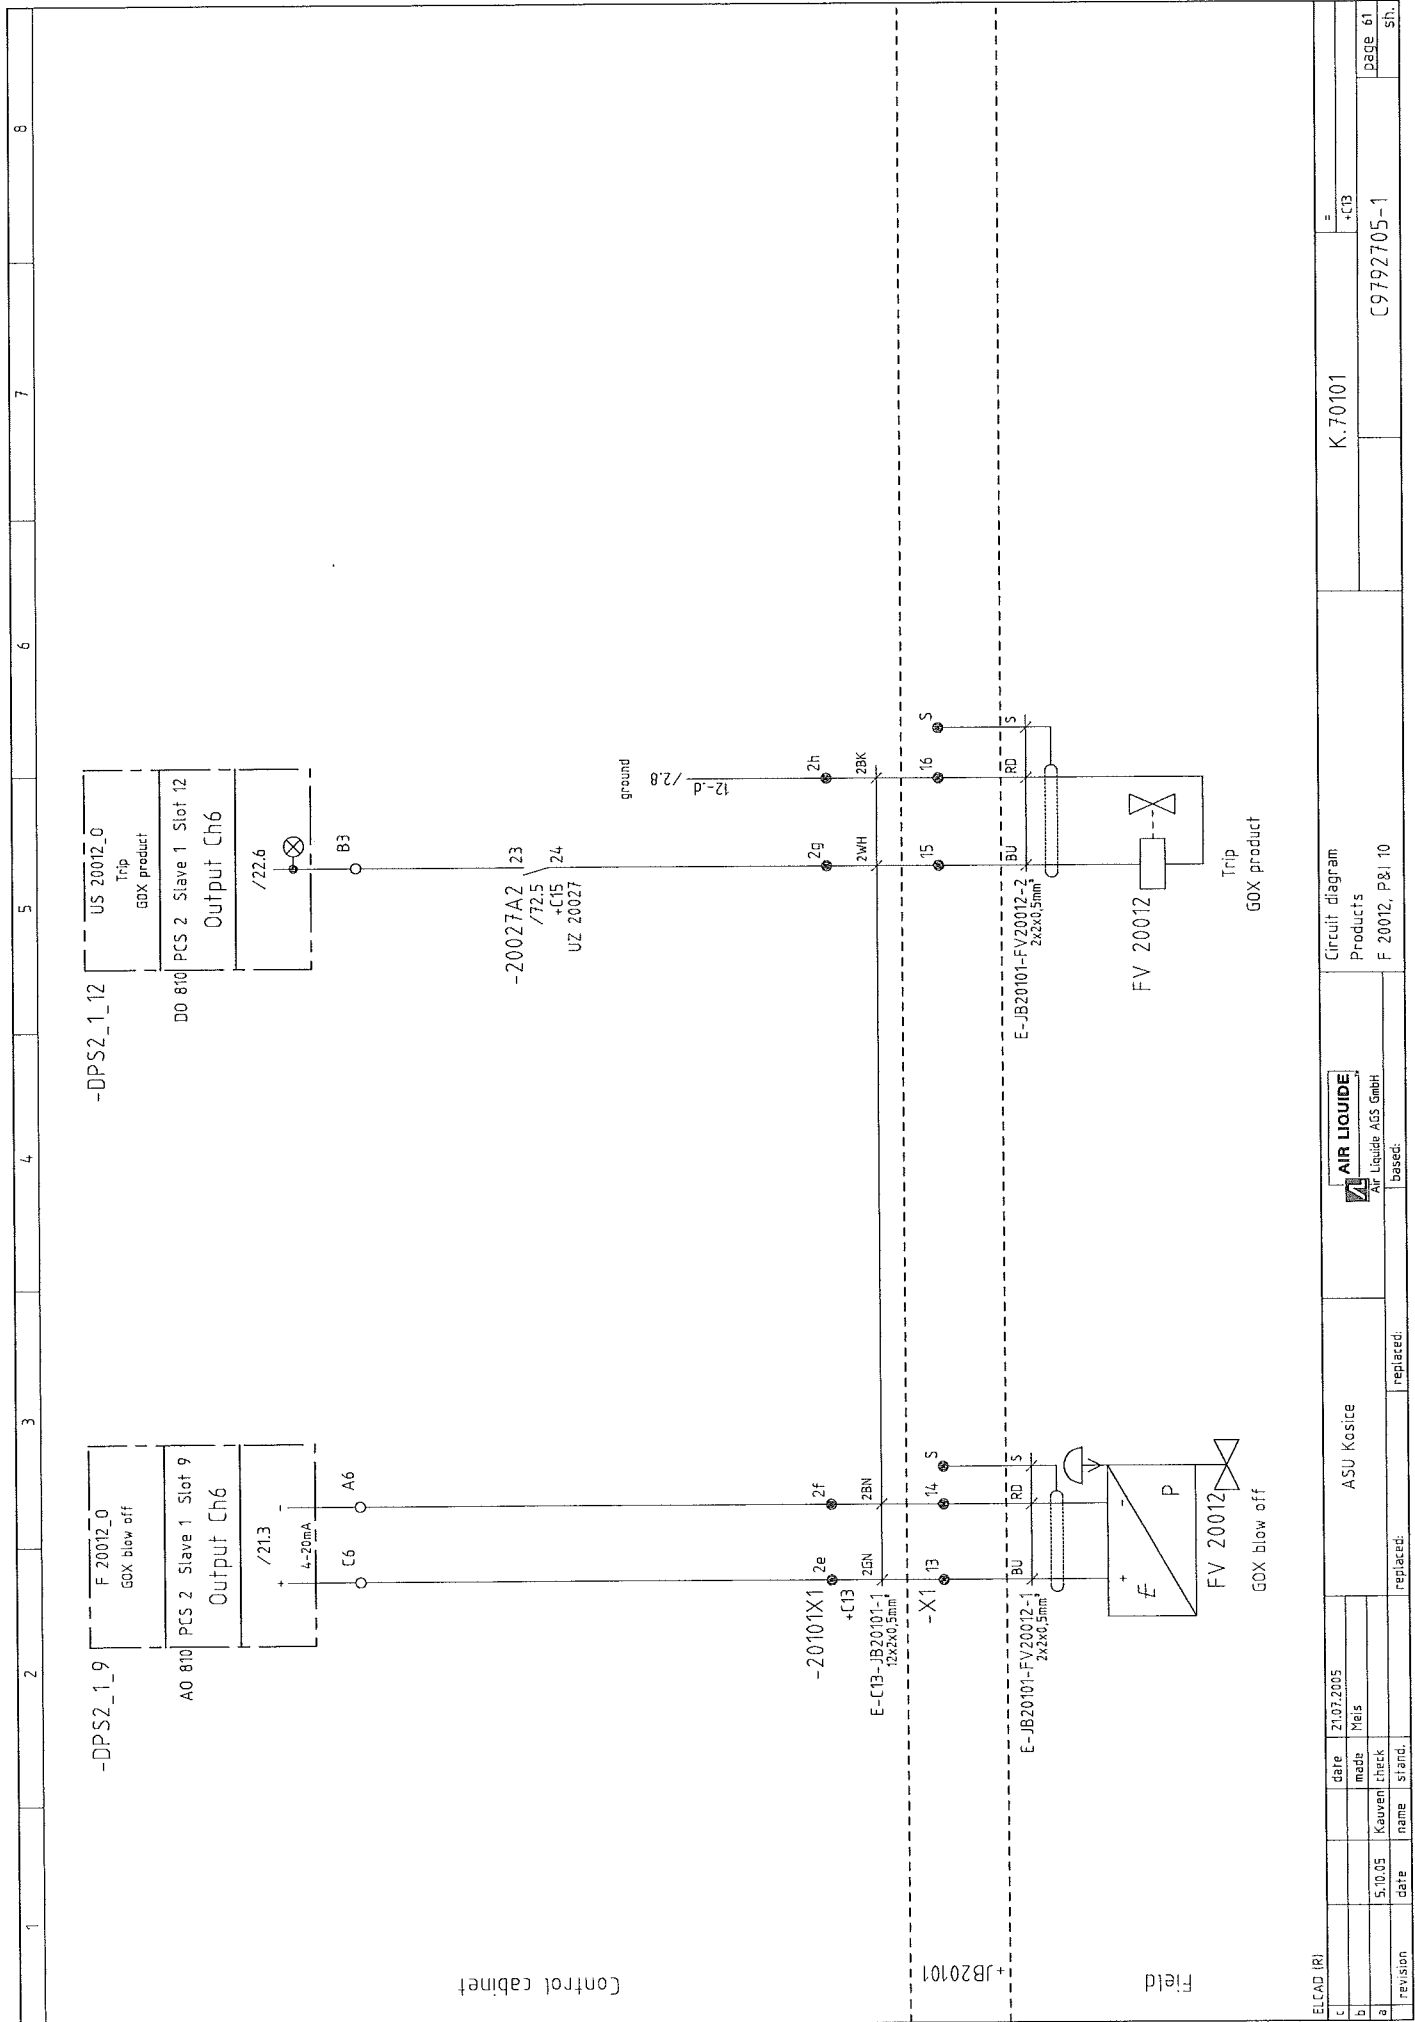 1
2
3
4
5
6
7
8
-DPS2_1_9
F 20012_O
GOX blow off
AO 810 PCS 2 Slave 1 Slot 9
Output Ch6
/21.3
+ -
4-20mA
C6
A6
-DPS2_1_12
US 20012_O
Trip
GOX product
DO 810 PCS 2 Slave 1 Slot 12
Output Ch6
/22.6
B3
-20027A2
/72.5
+C15
UZ 20027
23
24
ground
/2.8
12-.d
Control cabinet
-20101X1
+C13
2e
2f
2g
2h
E-C13-JB20101-1
12x2x0,5mm²
2GN
2BN
2WH
2BK
+JB20101
-X1
13
14
S
15
16
S
E-JB20101-FV20012-1
2x2x0,5mm²
BU
RD
S
E-JB20101-FV20012-2
2x2x0,5mm²
BU
RD
S
Field
+ -
E
P
FV 20012
GOX blow off
FV 20012
Trip
GOX product
ELCAD (R)
c
b
a
5.10.05
Kauven
revision
date
name
date
21.07.2005
made
Meis
check
stand.
ASU Kosice
replaced:
replaced:
AIR LIQUIDE
Air Liquide AGS GmbH
based:
Circuit diagram
Products
F 20012, P&I 10
K.70101
=
+C13
C9792705-1
page 61
sh.